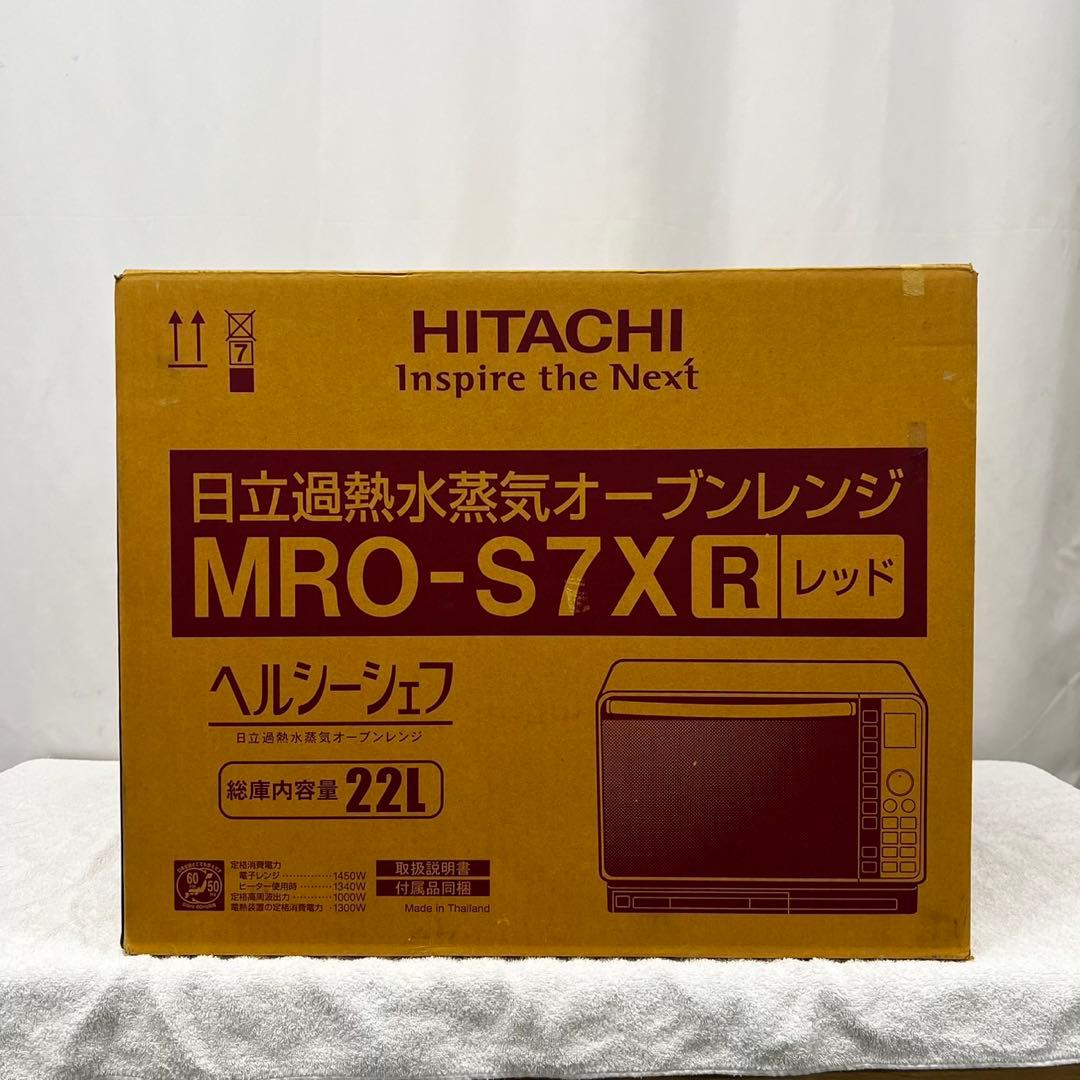 7
HITACHI
Inspire the Next
日立過熱水蒸気オーブンレンジ
MRO-S7X R レッド
ヘルシーシェフ
日立過熱水蒸気オーブンレンジ
総庫内容量 22L
60 50
定格消費電力
電子レンジ・・・・・・・・・・・・・・1450W
ヒーター使用時・・・・・・・・・・1340W
定格高周波出力・・・・・・・・・・1000W
電熱装置の定格消費電力・1300W
取扱説明書
付属品同梱
Made in Thailand